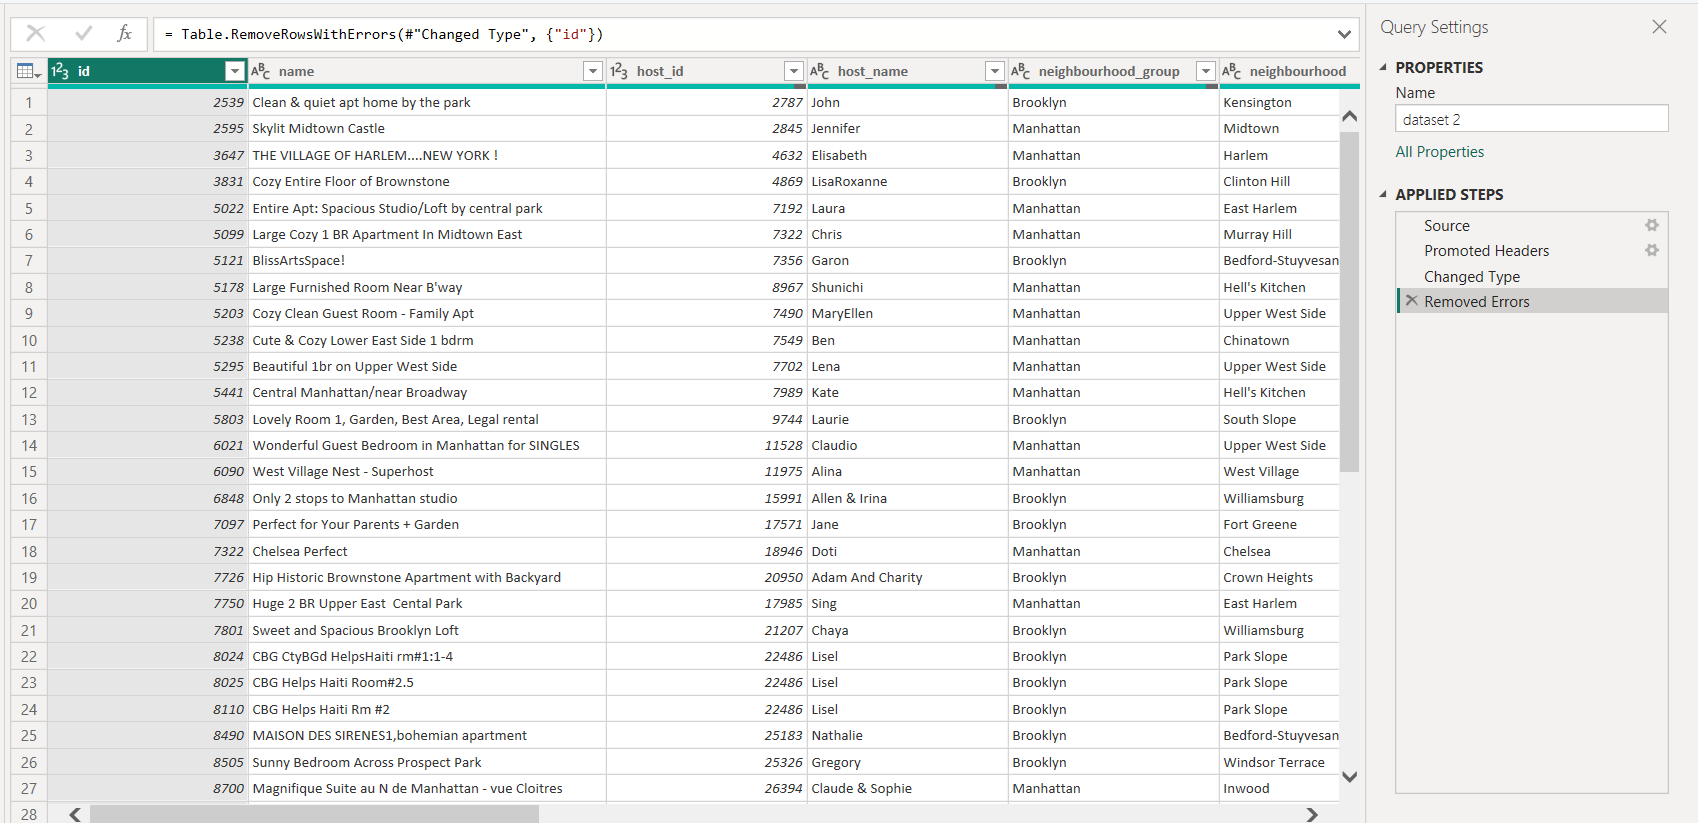 fx = Table.RemoveRowsWithErrors(#"Changed Type", {"id"})
Query Settings
PROPERTIES
Name
dataset 2
All Properties
APPLIED STEPS
Source
Promoted Headers
Changed Type
Removed Errors
1²3 id ABC name 1²3 host_id ABC host_name ABC neighbourhood_group ABC neighbourhood
1 2539 Clean & quiet apt home by the park 2787 John Brooklyn Kensington
2 2595 Skylit Midtown Castle 2845 Jennifer Manhattan Midtown
3 3647 THE VILLAGE OF HARLEM....NEW YORK ! 4632 Elisabeth Manhattan Harlem
4 3831 Cozy Entire Floor of Brownstone 4869 LisaRoxanne Brooklyn Clinton Hill
5 5022 Entire Apt: Spacious Studio/Loft by central park 7192 Laura Manhattan East Harlem
6 5099 Large Cozy 1 BR Apartment In Midtown East 7322 Chris Manhattan Murray Hill
7 5121 BlissArtsSpace! 7356 Garon Brooklyn Bedford-Stuyvesan
8 5178 Large Furnished Room Near B'way 8967 Shunichi Manhattan Hell's Kitchen
9 5203 Cozy Clean Guest Room - Family Apt 7490 MaryEllen Manhattan Upper West Side
10 5238 Cute & Cozy Lower East Side 1 bdrm 7549 Ben Manhattan Chinatown
11 5295 Beautiful 1br on Upper West Side 7702 Lena Manhattan Upper West Side
12 5441 Central Manhattan/near Broadway 7989 Kate Manhattan Hell's Kitchen
13 5803 Lovely Room 1, Garden, Best Area, Legal rental 9744 Laurie Brooklyn South Slope
14 6021 Wonderful Guest Bedroom in Manhattan for SINGLES 11528 Claudio Manhattan Upper West Side
15 6090 West Village Nest - Superhost 11975 Alina Manhattan West Village
16 6848 Only 2 stops to Manhattan studio 15991 Allen & Irina Brooklyn Williamsburg
17 7097 Perfect for Your Parents + Garden 17571 Jane Brooklyn Fort Greene
18 7322 Chelsea Perfect 18946 Doti Manhattan Chelsea
19 7726 Hip Historic Brownstone Apartment with Backyard 20950 Adam And Charity Brooklyn Crown Heights
20 7750 Huge 2 BR Upper East  Cental Park 17985 Sing Manhattan East Harlem
21 7801 Sweet and Spacious Brooklyn Loft 21207 Chaya Brooklyn Williamsburg
22 8024 CBG CtyBGd HelpsHaiti rm#1:1-4 22486 Lisel Brooklyn Park Slope
23 8025 CBG Helps Haiti Room#2.5 22486 Lisel Brooklyn Park Slope
24 8110 CBG Helps Haiti Rm #2 22486 Lisel Brooklyn Park Slope
25 8490 MAISON DES SIRENES1,bohemian apartment 25183 Nathalie Brooklyn Bedford-Stuyvesan
26 8505 Sunny Bedroom Across Prospect Park 25326 Gregory Brooklyn Windsor Terrace
27 8700 Magnifique Suite au N de Manhattan - vue Cloitres 26394 Claude & Sophie Manhattan Inwood
28